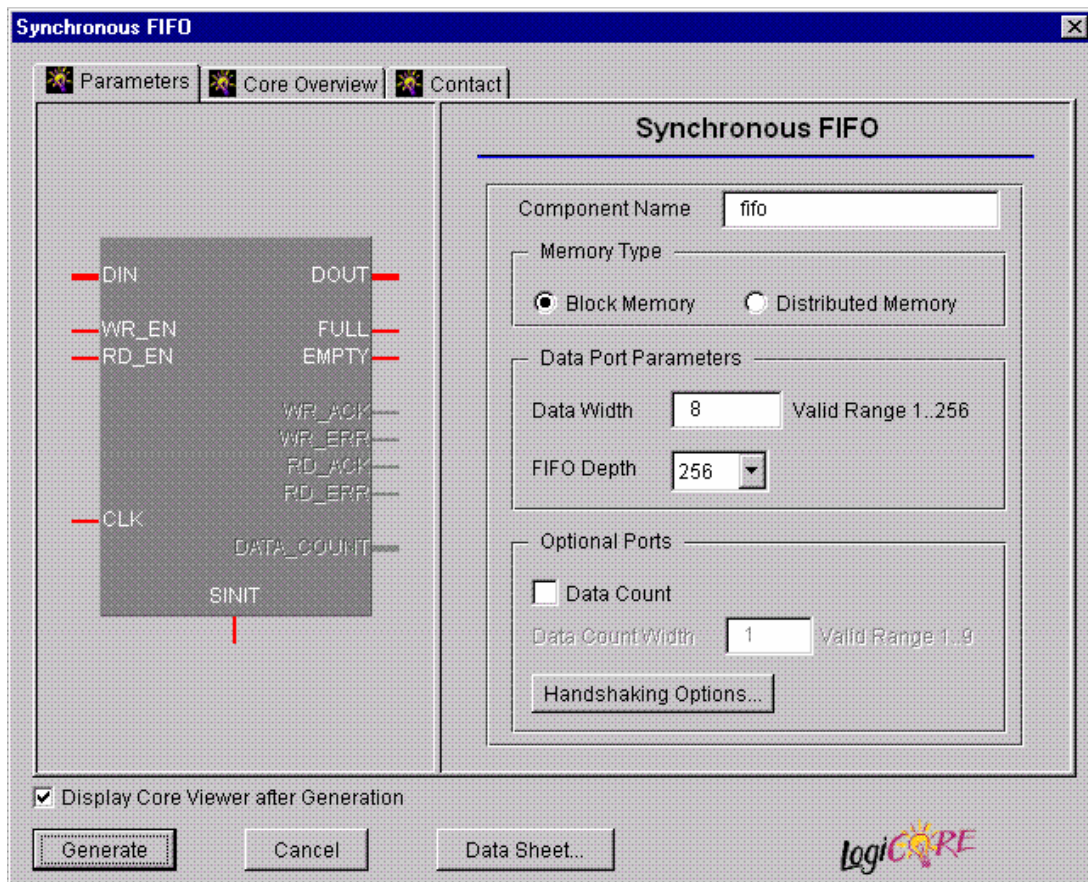 Synchronous FIFO
Parameters Core Overview Contact
DIN DOUT
WR_EN FULL
RD_EN EMPTY
WR_ACK
WR_ERR
RD_ACK
RD_ERR
CLK
DATA_COUNT
SINIT
Synchronous FIFO
Component Name fifo
Memory Type
Block Memory Distributed Memory
Data Port Parameters
Data Width 8 Valid Range 1..256
FIFO Depth 256
Optional Ports
Data Count
Data Count Width 1 Valid Range 1..9
Handshaking Options...
Display Core Viewer after Generation
Generate Cancel Data Sheet... LogiCORE